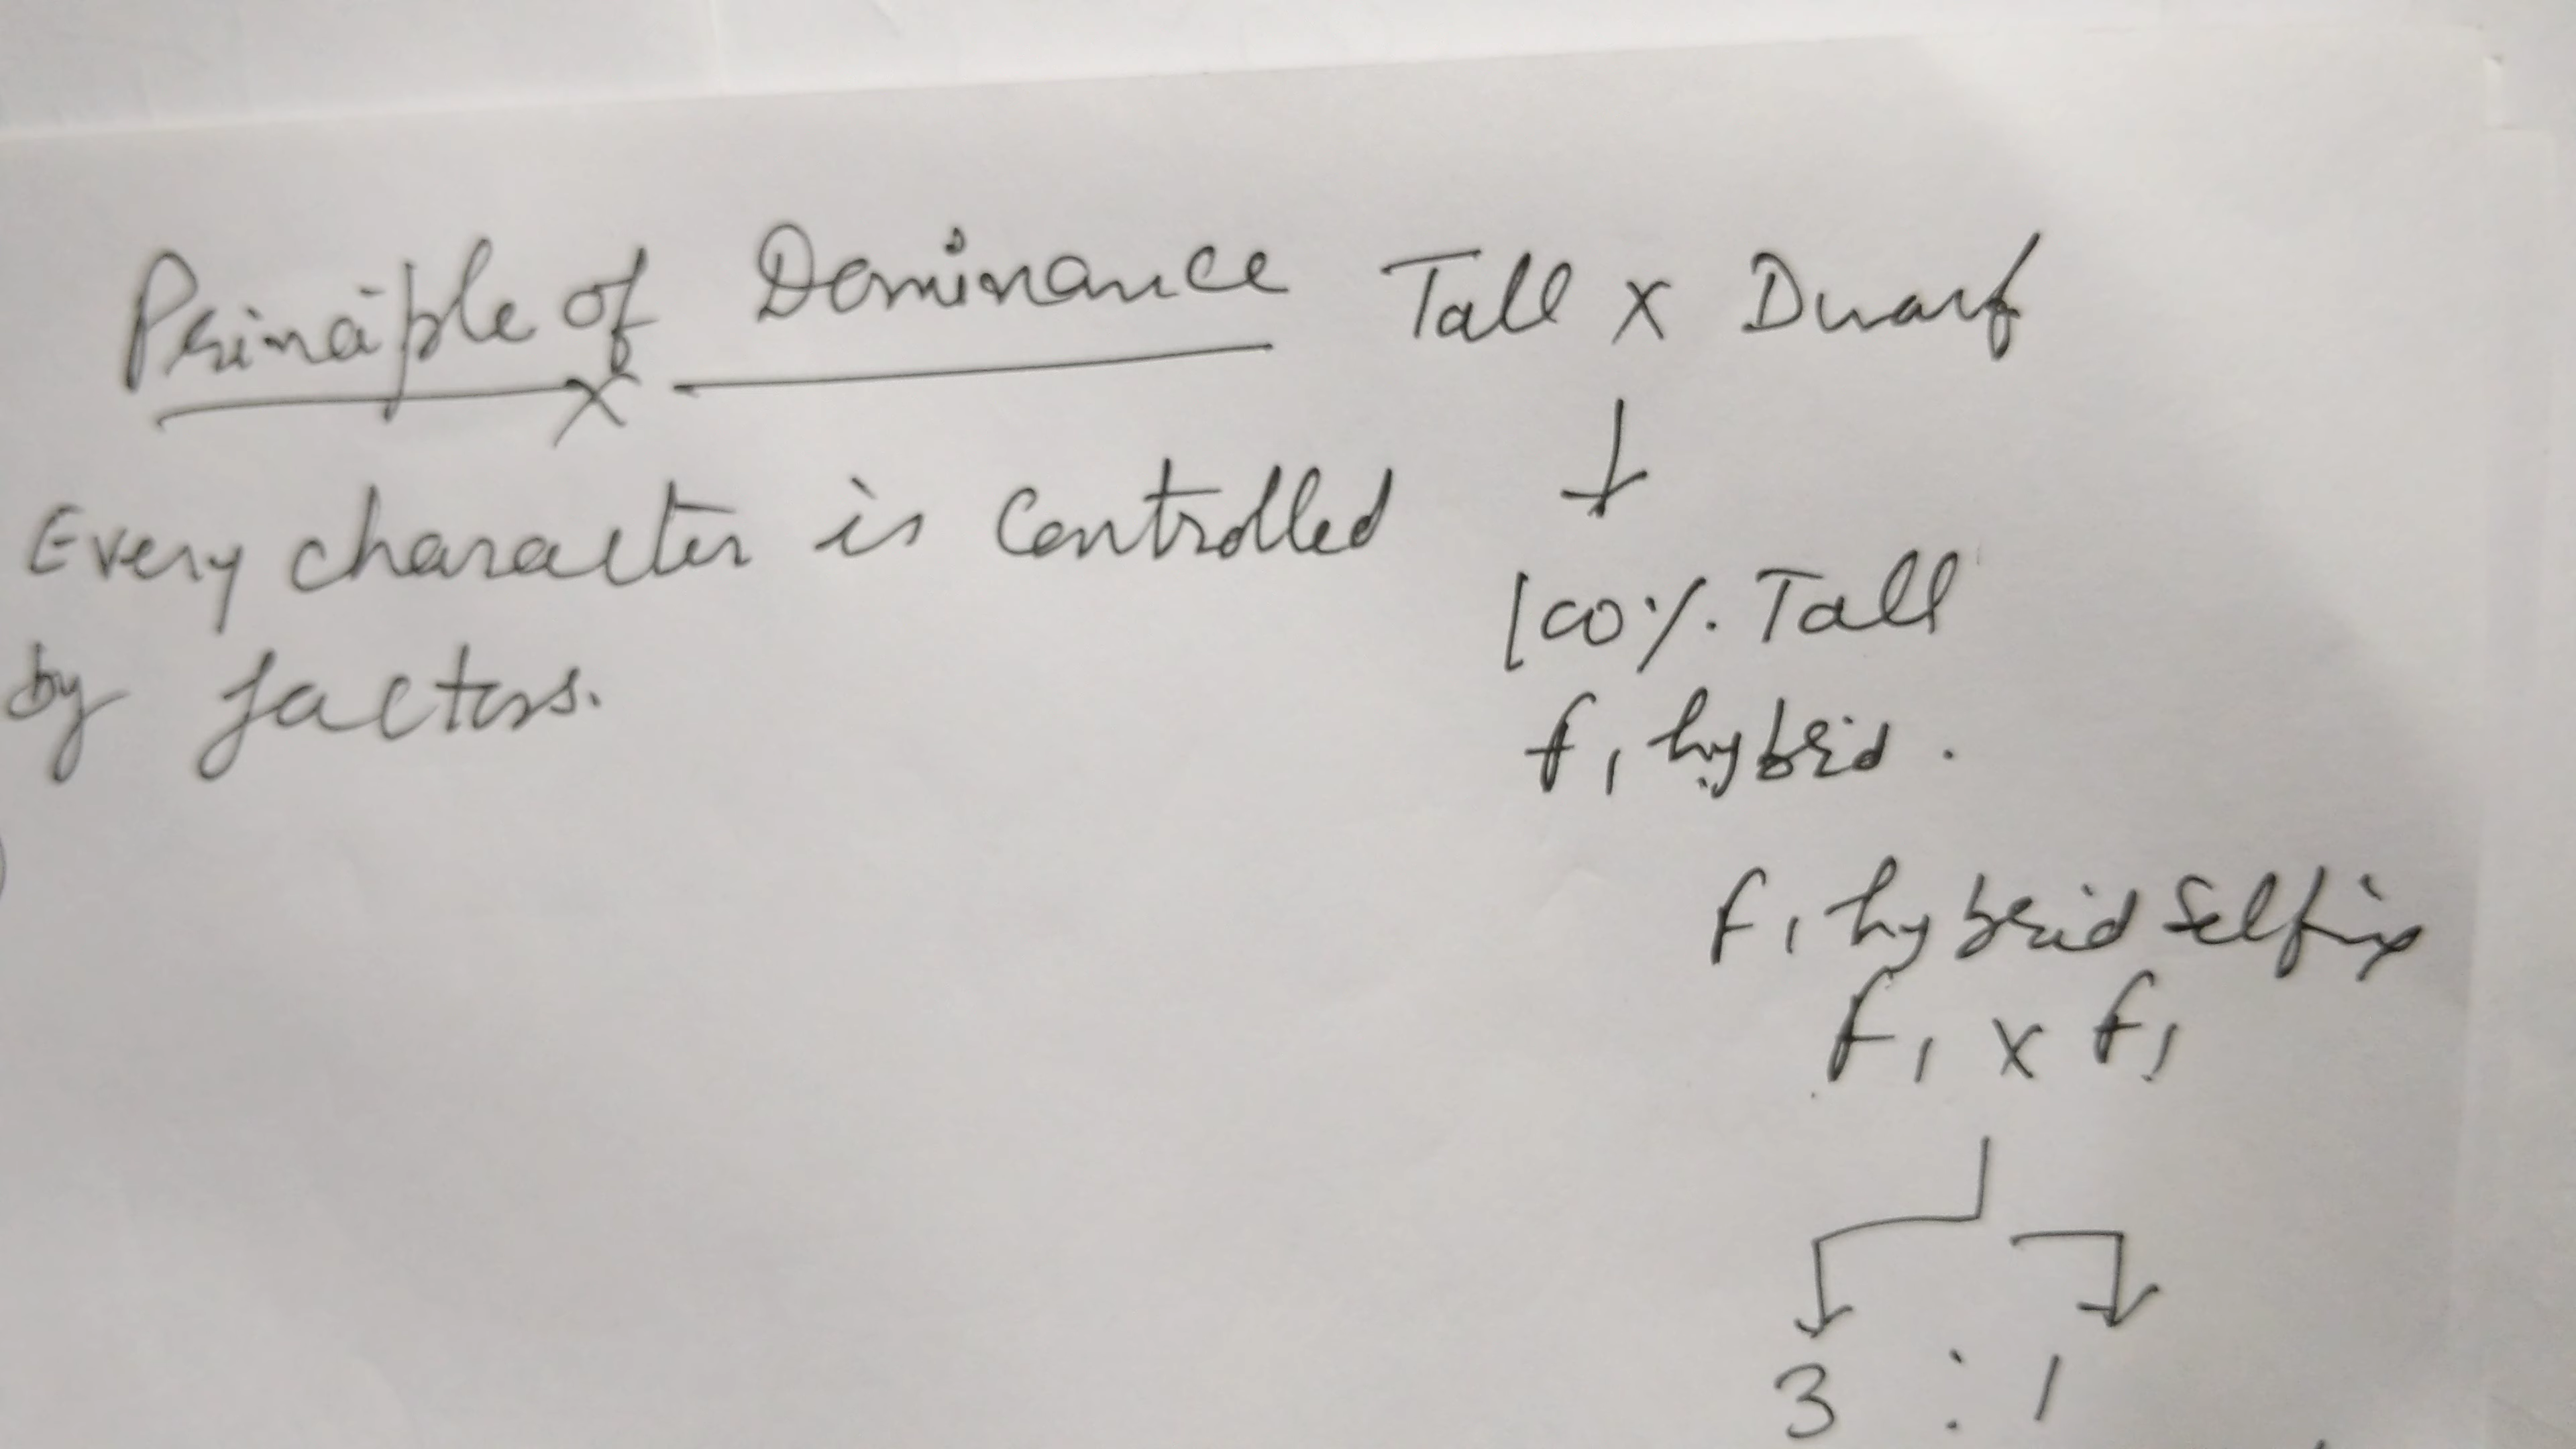 Principle of Dominance
Every character is controlled
by factors.
Tall x Dwarf
100% Tall
f1 hybrid.
F1 hybrid Selfing
F1 x f1
3 : 1